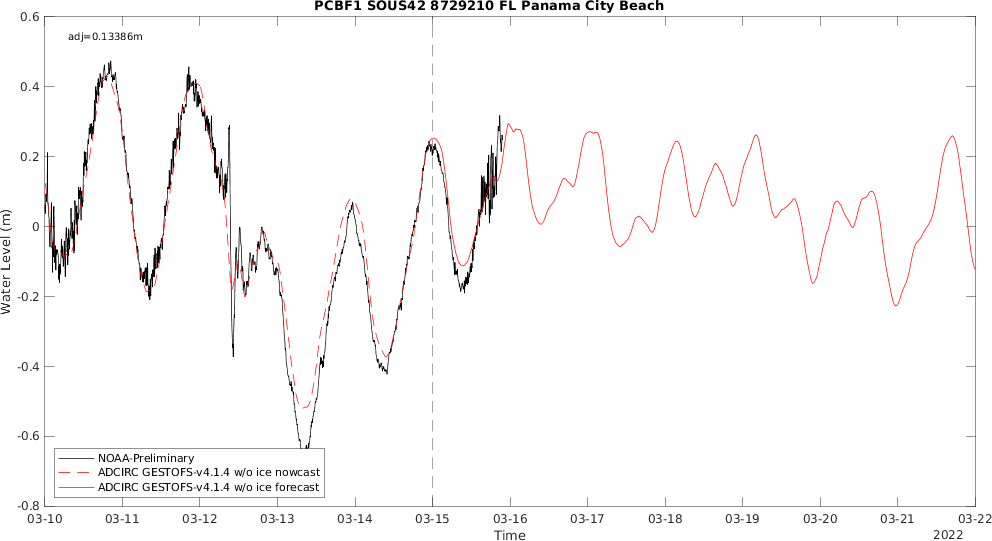 PCBF1 SOUS42 8729210 FL Panama City Beach
adj=0.13386m
0.6
0.4
0.2
0
-0.2
-0.4
-0.6
-0.8
Water Level (m)
NOAA-Preliminary
ADCIRC GESTOFS-v4.1.4 w/o ice nowcast
ADCIRC GESTOFS-v4.1.4 w/o ice forecast
03-10 03-11 03-12 03-13 03-14 03-15 03-16 03-17 03-18 03-19 03-20 03-21 03-22
Time
2022